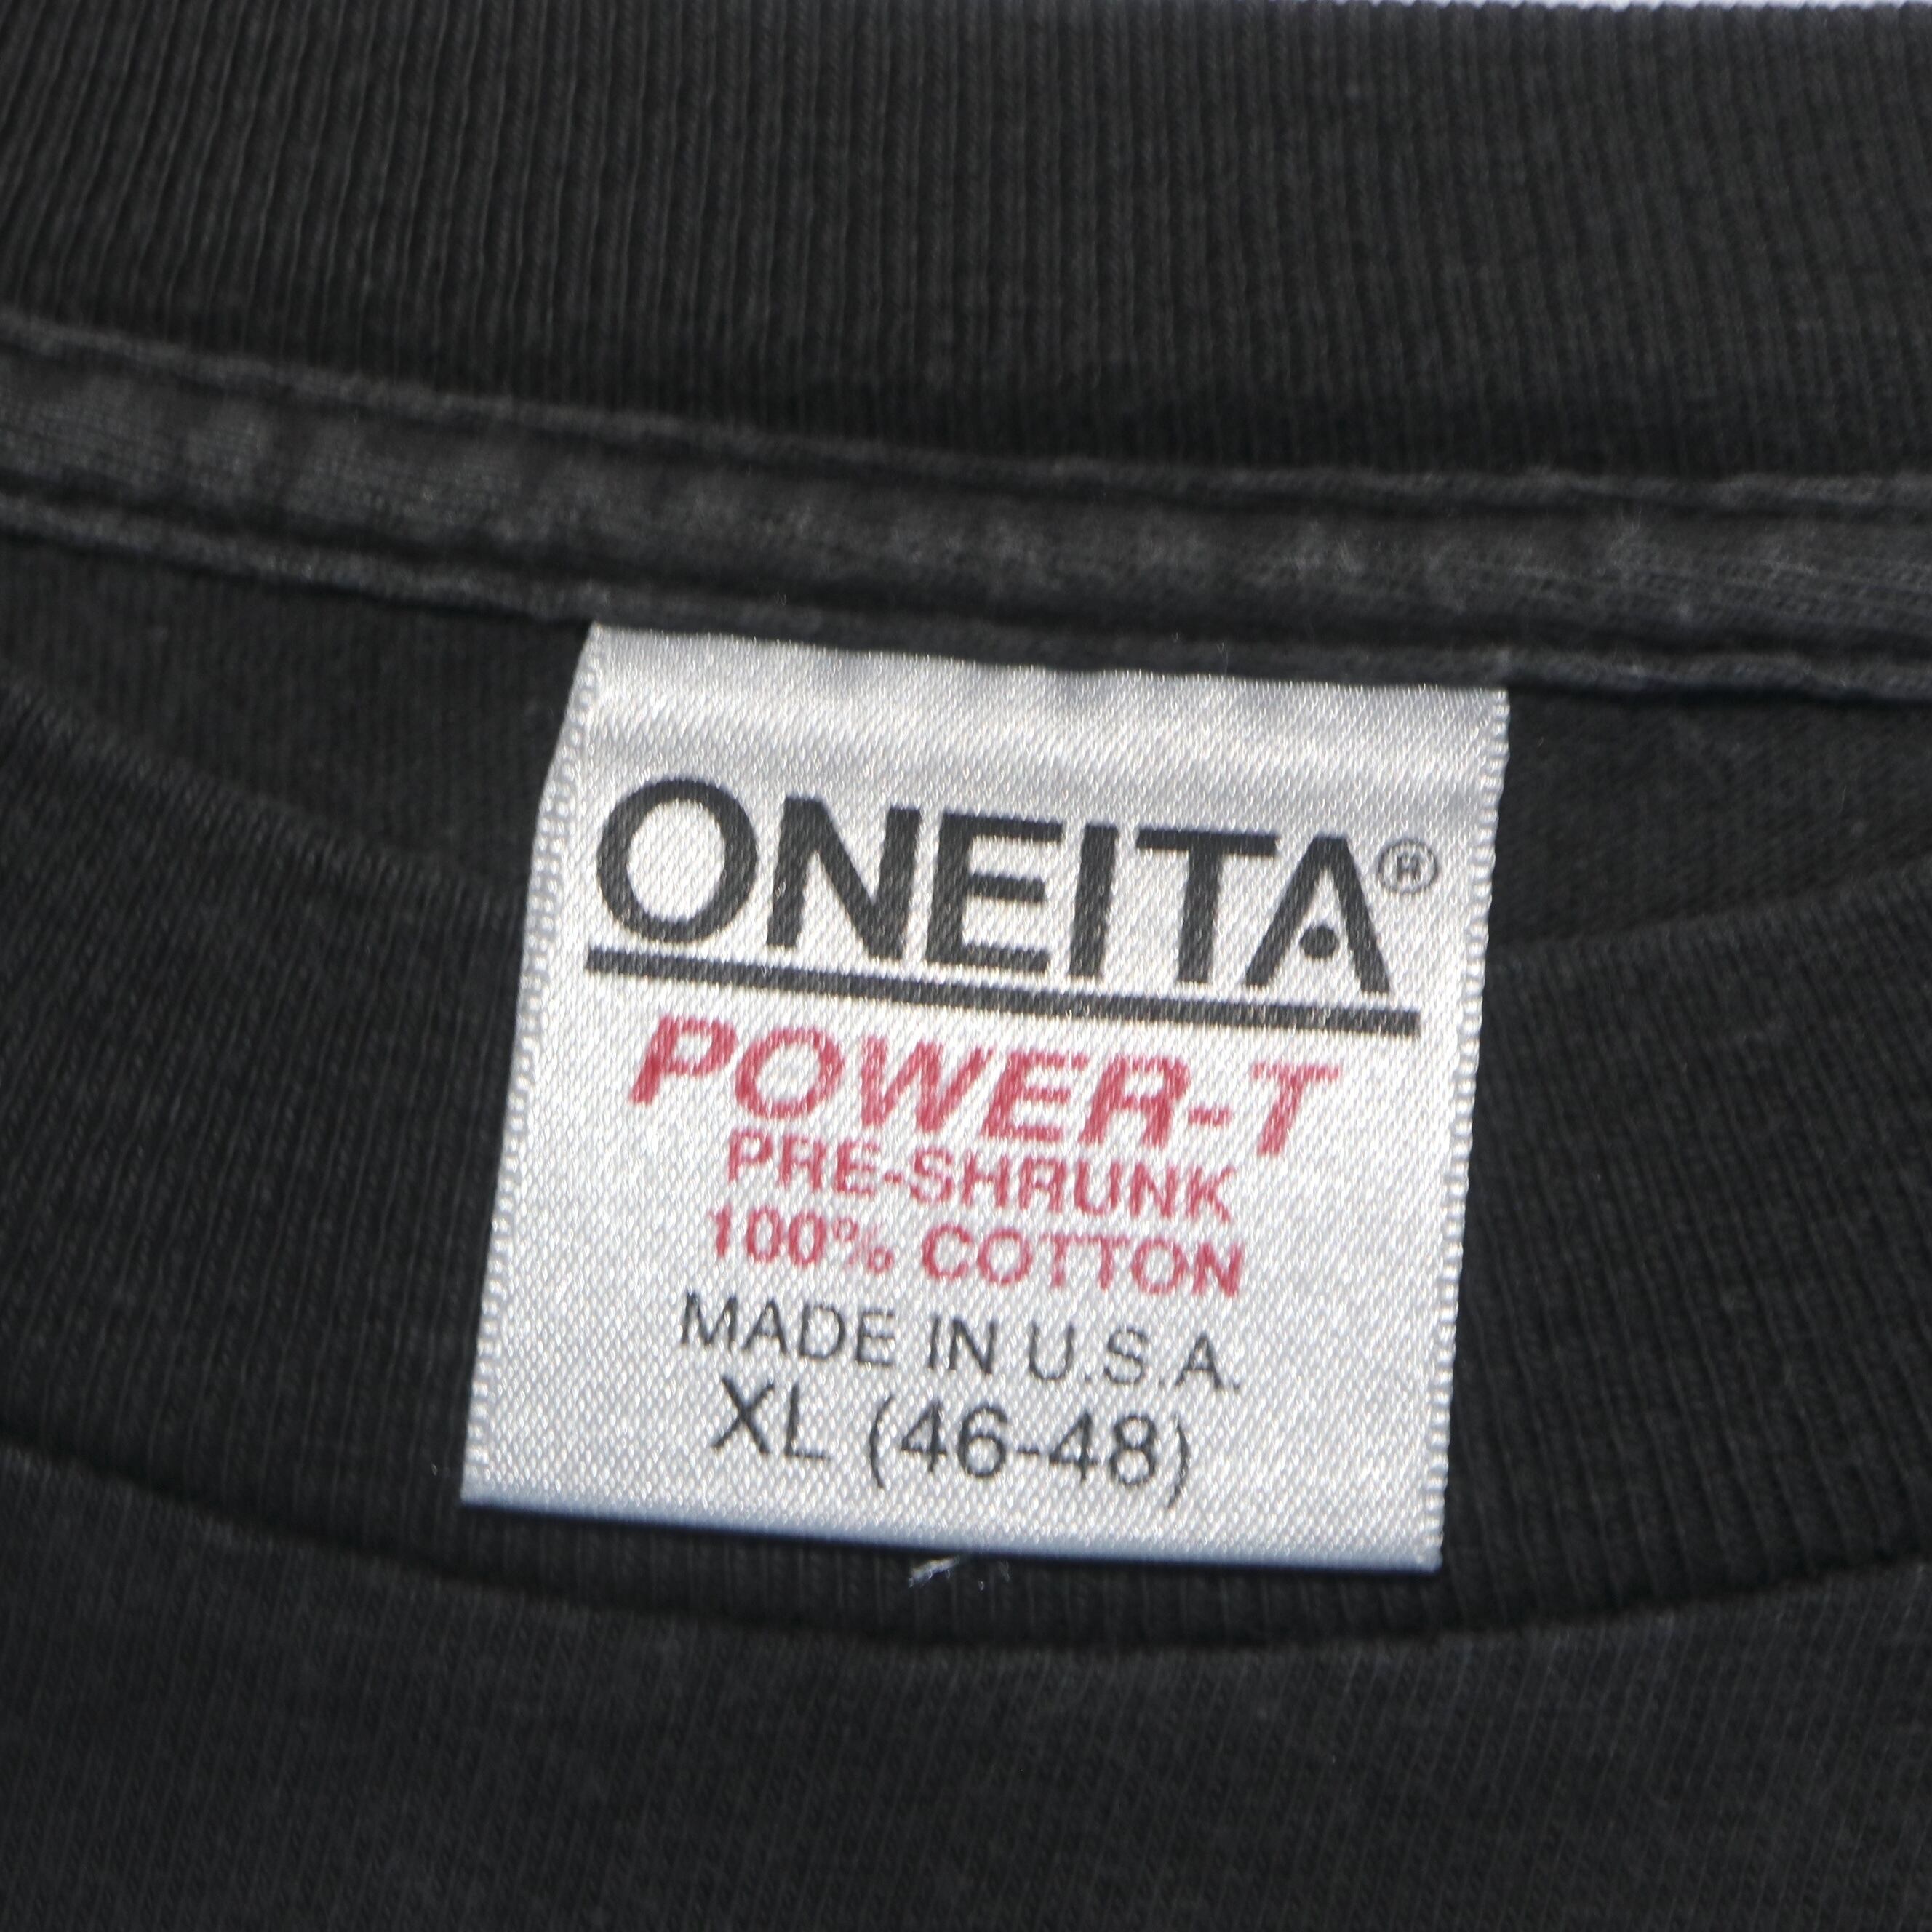 ONEITA®
POWER-T
PRE-SHRUNK
100% COTTON
MADE IN U.S.A.
XL (46-48)